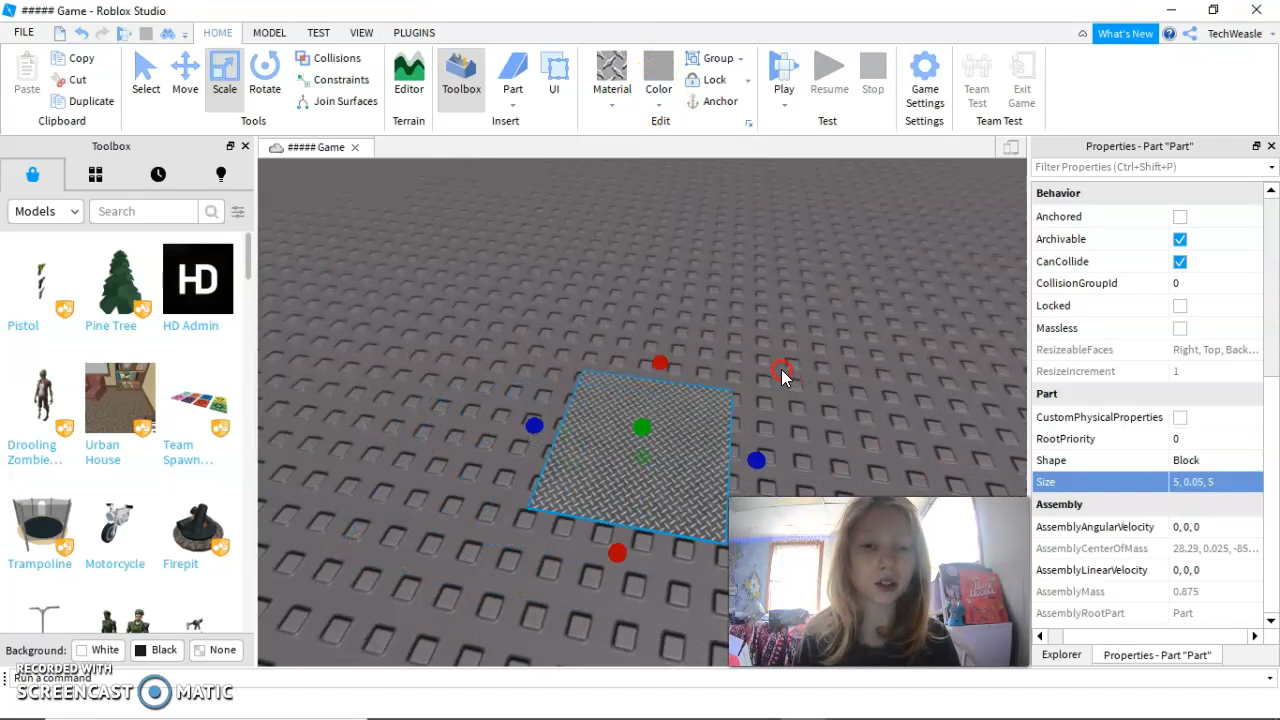 ##### Game - Roblox Studio
FILE HOME MODEL TEST VIEW PLUGINS What's New TechWeasle
Paste Copy Cut Duplicate Clipboard
Select Move Scale Rotate Collisions Constraints Join Surfaces Tools
Editor Terrain
Toolbox Part UI Insert
Material Color Group Lock Anchor Edit
Play Resume Stop Test
Game Settings Settings
Team Test Exit Game Team Test
Toolbox
Models Search
Pistol Pine Tree HD Admin
HD
Drooling Zombie... Urban House Team Spawn...
Trampoline Motorcycle Firepit
Background: White Black None
##### Game
Properties - Part "Part"
Filter Properties (Ctrl+Shift+P)
Behavior
Anchored
Archivable
CanCollide
CollisionGroupId 0
Locked
Massless
ResizeableFaces Right, Top, Back...
ResizeIncrement 1
Part
CustomPhysicalProperties
RootPriority 0
Shape Block
Size 5, 0.05, 5
Assembly
AssemblyAngularVelocity 0, 0, 0
AssemblyCenterOfMass 28.29, 0.025, -85...
AssemblyLinearVelocity 0, 0, 0
AssemblyMass 0.875
AssemblyRootPart Part
Explorer Properties - Part "Part"
RECORDED WITH
Run a command
SCREENCAST MATIC